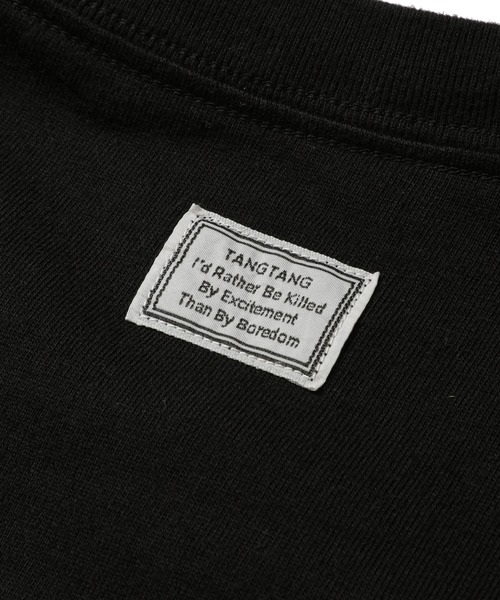 TANGTANG
I'd Rather Be Killed
By Excitement
Than By Boredom